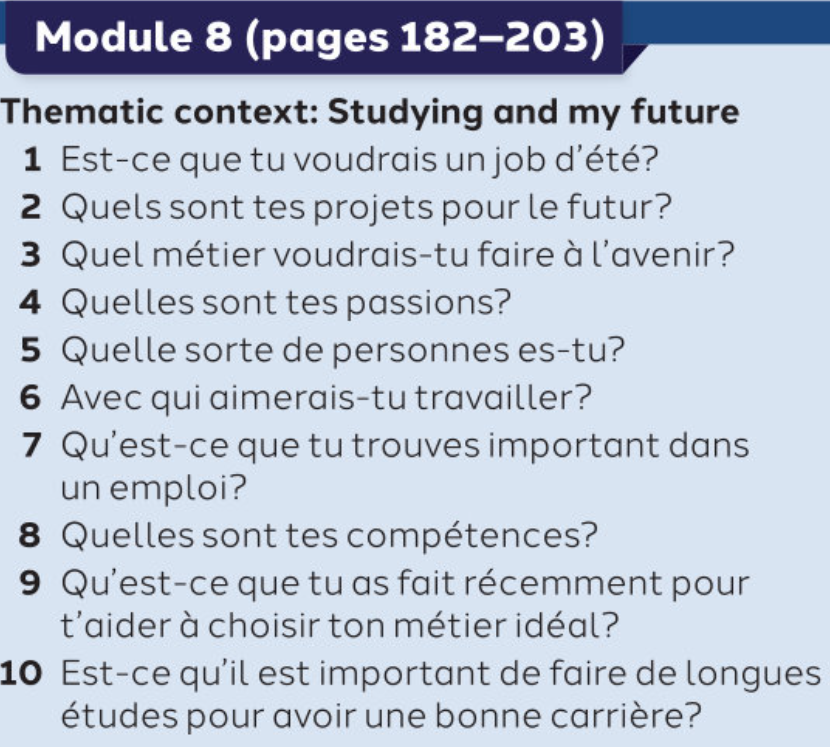 Module 8 (pages 182–203)
Thematic context: Studying and my future
1 Est-ce que tu voudrais un job d'été?
2 Quels sont tes projets pour le futur?
3 Quel métier voudrais-tu faire à l'avenir?
4 Quelles sont tes passions?
5 Quelle sorte de personnes es-tu?
6 Avec qui aimerais-tu travailler?
7 Qu'est-ce que tu trouves important dans
un emploi?
8 Quelles sont tes compétences?
9 Qu'est-ce que tu as fait récemment pour
t'aider à choisir ton métier idéal?
10 Est-ce qu'il est important de faire de longues
études pour avoir une bonne carrière?